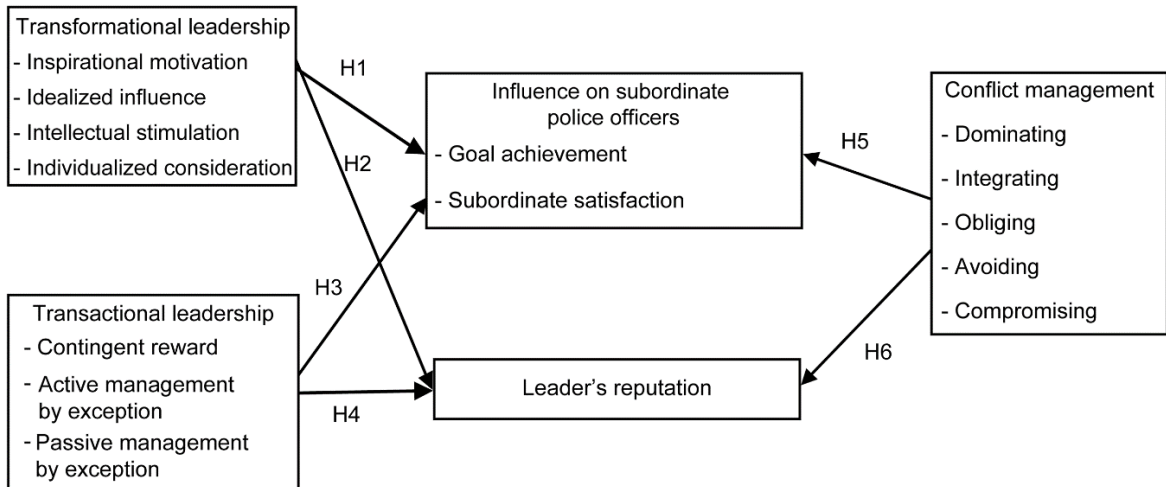 Transformational leadership
- Inspirational motivation
- Idealized influence
- Intellectual stimulation
- Individualized consideration
H1
H2
Influence on subordinate
police officers
- Goal achievement
- Subordinate satisfaction
H5
Conflict management
- Dominating
- Integrating
- Obliging
- Avoiding
- Compromising
H3
Transactional leadership
- Contingent reward
- Active management
by exception
- Passive management
by exception
H4
Leader's reputation
H6